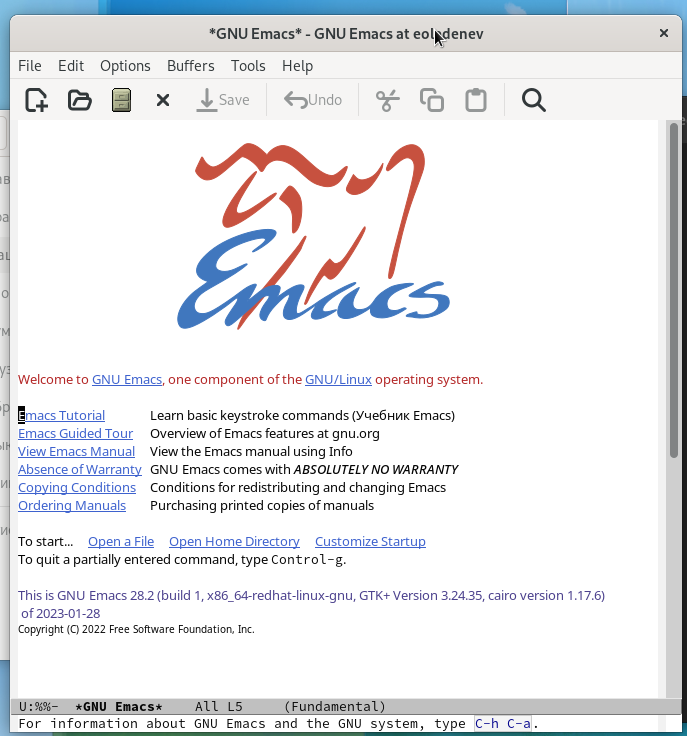 *GNU Emacs* - GNU Emacs at eoldenev
File Edit Options Buffers Tools Help
Save Undo
Emacs
Welcome to GNU Emacs, one component of the GNU/Linux operating system.
Emacs Tutorial Learn basic keystroke commands (Учебник Emacs)
Emacs Guided Tour Overview of Emacs features at gnu.org
View Emacs Manual View the Emacs manual using Info
Absence of Warranty GNU Emacs comes with ABSOLUTELY NO WARRANTY
Copying Conditions Conditions for redistributing and changing Emacs
Ordering Manuals Purchasing printed copies of manuals
To start... Open a File Open Home Directory Customize Startup
To quit a partially entered command, type Control-g.
This is GNU Emacs 28.2 (build 1, x86_64-redhat-linux-gnu, GTK+ Version 3.24.35, cairo version 1.17.6)
of 2023-01-28
Copyright (C) 2022 Free Software Foundation, Inc.
U:%%- *GNU Emacs* All L5 (Fundamental)
For information about GNU Emacs and the GNU system, type C-h C-a.